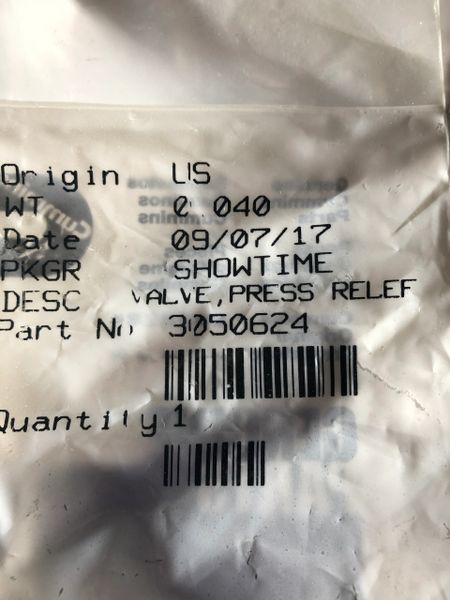 Origin US
WT 0.040
Date 09/07/17
PKGR SHOWTIME
DESC VALVE,PRESS RELEF
Part No 3050624
Quantity 1